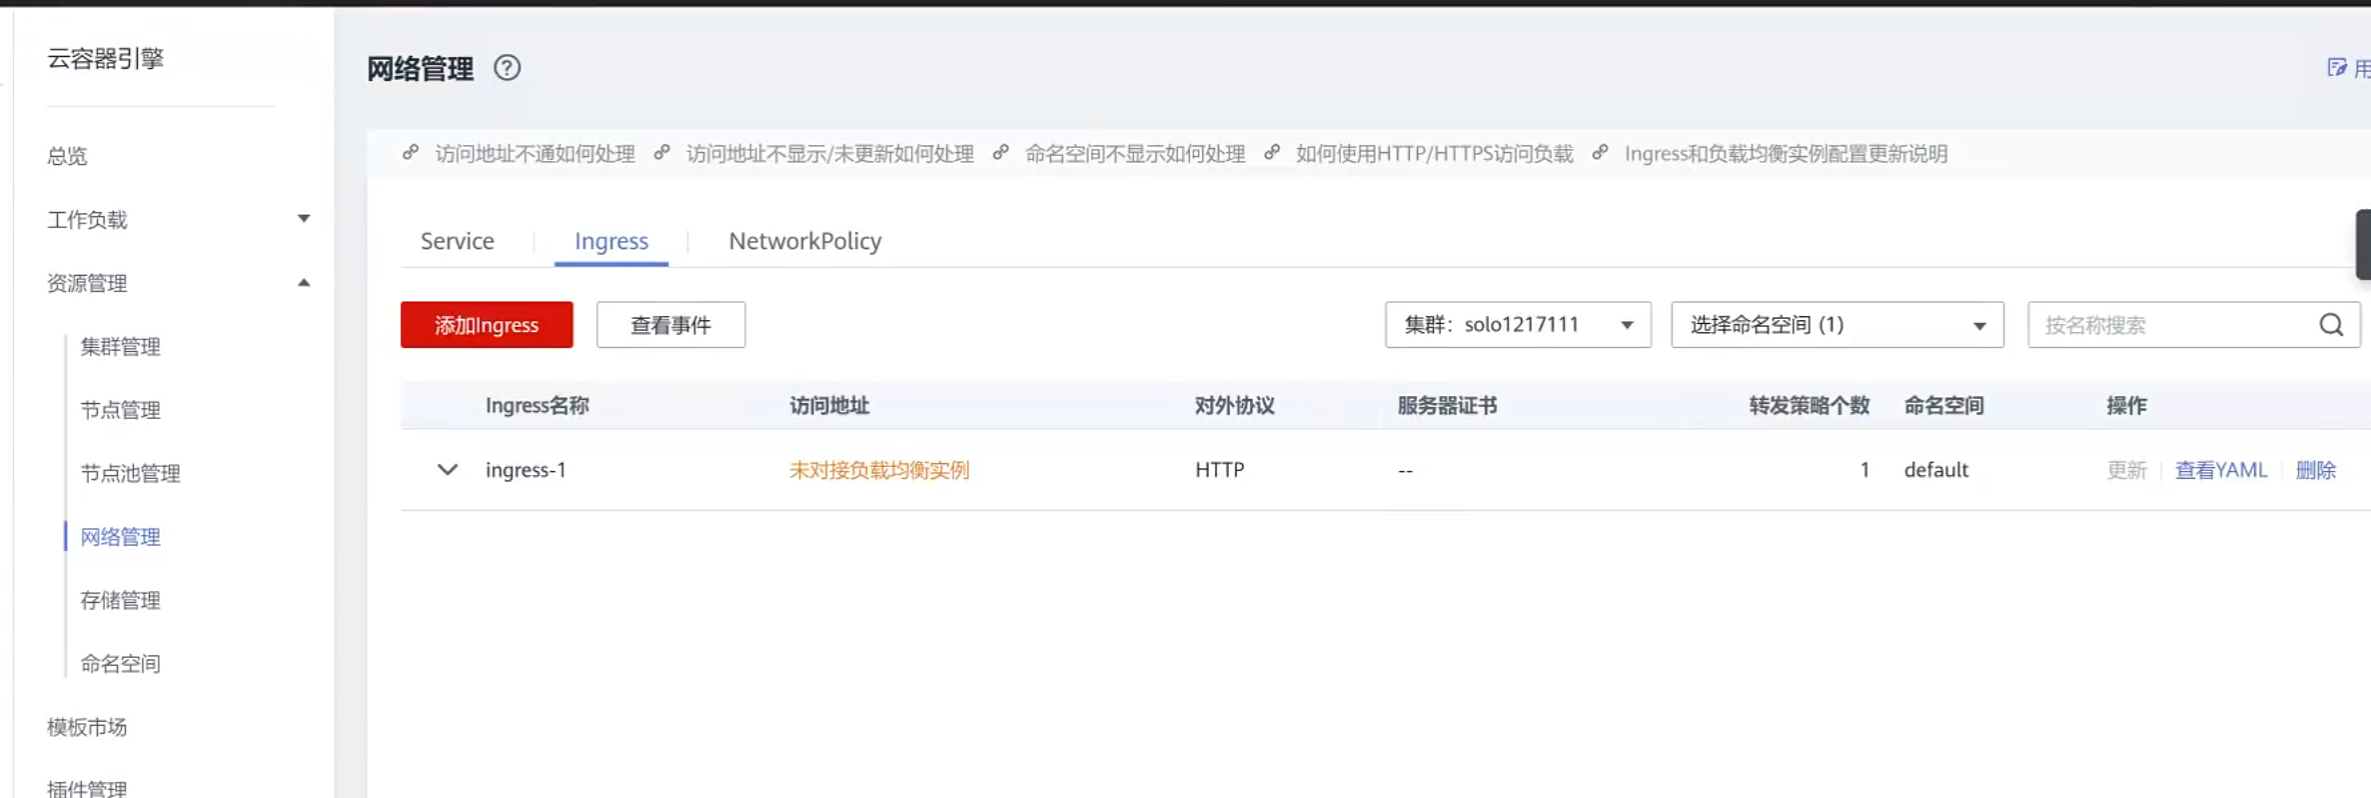 云容器引擎
总览
工作负载
资源管理
集群管理
节点管理
节点池管理
网络管理
存储管理
命名空间
模板市场
插件管理
网络管理
用
访问地址不通如何处理 访问地址不显示/未更新如何处理 命名空间不显示如何处理 如何使用HTTP/HTTPS访问负载 Ingress和负载均衡实例配置更新说明
Service Ingress NetworkPolicy
添加Ingress 查看事件 集群：solo1217111 选择命名空间 (1) 按名称搜索
Ingress名称 访问地址 对外协议 服务器证书 转发策略个数 命名空间 操作
ingress-1 未对接负载均衡实例 HTTP -- 1 default 更新 查看YAML 删除